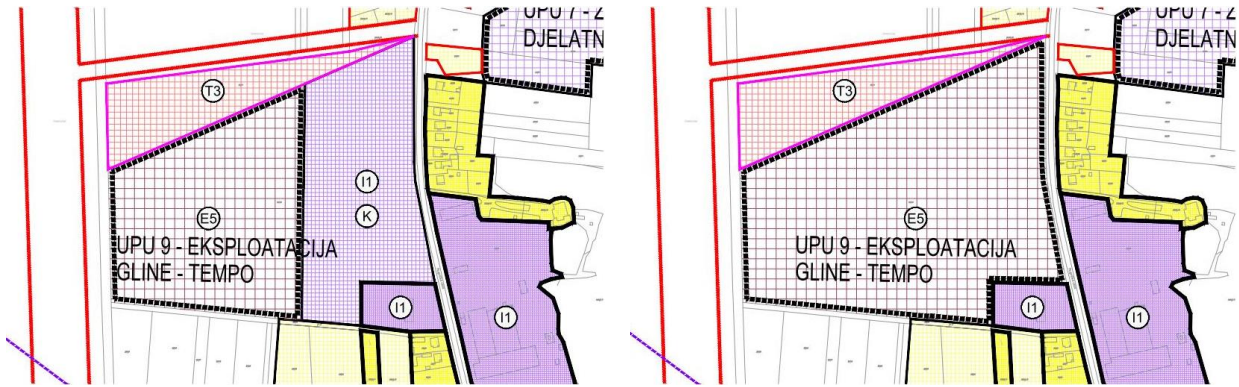 UPU 7 - Z
DJELATN
T3
I1
K
E5
UPU 9 - EKSPLOATACIJA
GLINE - TEMPO
I1
I1
UPU 7 - Z
DJELATN
T3
E5
UPU 9 - EKSPLOATACIJA
GLINE - TEMPO
I1
I1